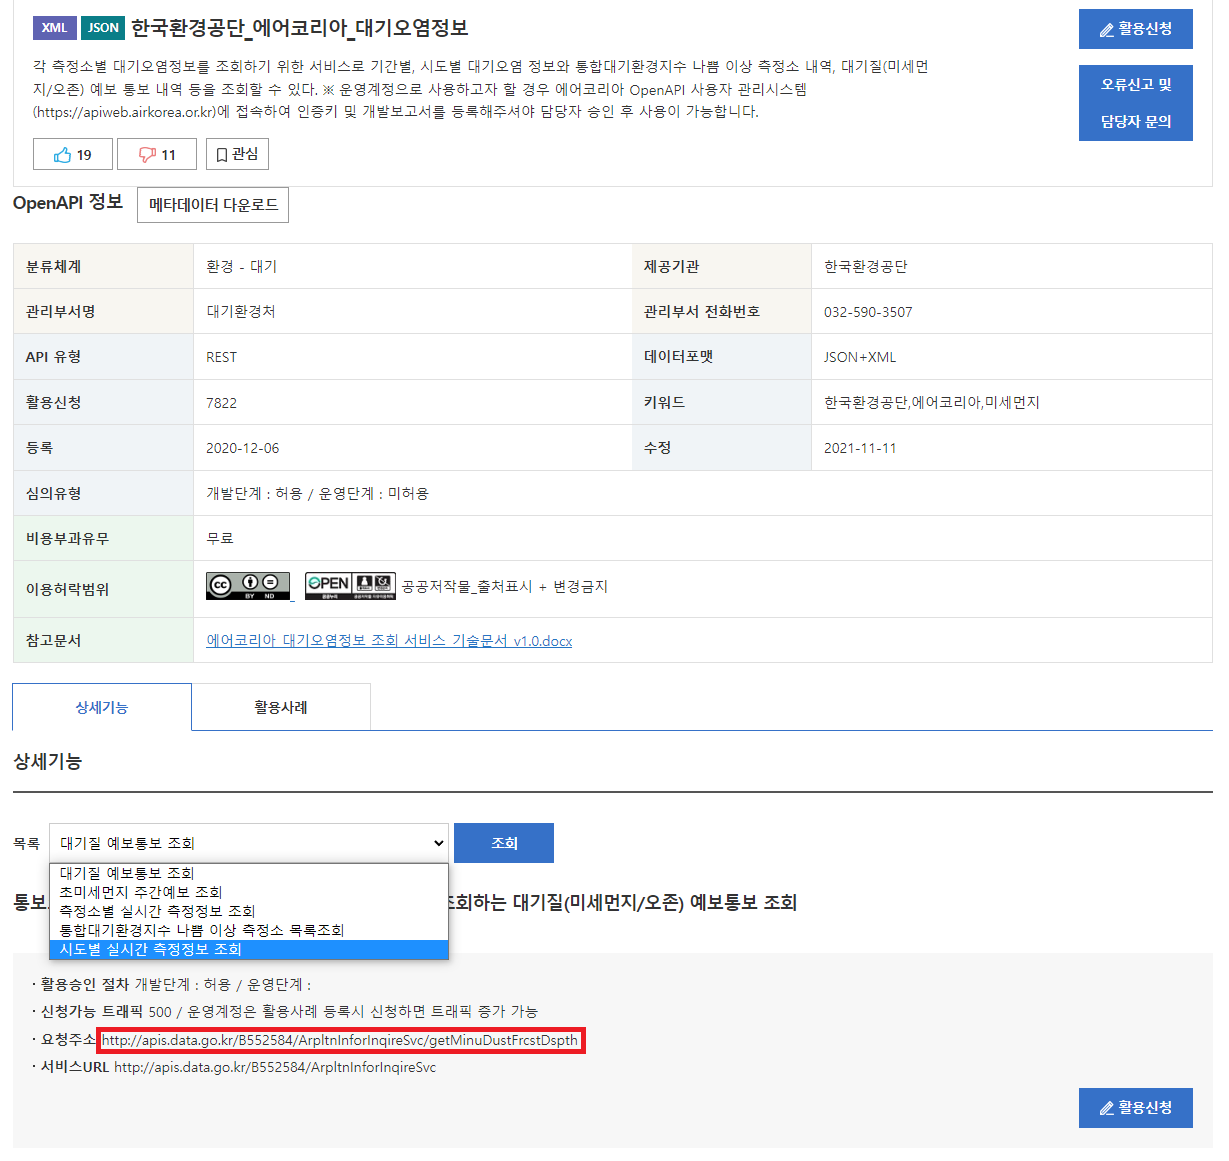 XML JSON 한국환경공단_에어코리아_대기오염정보
활용신청
각 측정소별 대기오염정보를 조회하기 위한 서비스로 기간별, 시도별 대기오염 정보와 통합대기환경지수 나쁨 이상 측정소 내역, 대기질(미세먼
지/오존) 예보 통보 내역 등을 조회할 수 있다. ※ 운영계정으로 사용하고자 할 경우 에어코리아 OpenAPI 사용자 관리시스템
(https://apiweb.airkorea.or.kr)에 접속하여 인증키 및 개발보고서를 등록해주셔야 담당자 승인 후 사용이 가능합니다.
오류신고 및
담당자 문의
19 11 관심
OpenAPI 정보 메타데이터 다운로드
분류체계 환경 - 대기 제공기관 한국환경공단
관리부서명 대기환경처 관리부서 전화번호 032-590-3507
API 유형 REST 데이터포맷 JSON+XML
활용신청 7822 키워드 한국환경공단,에어코리아,미세먼지
등록 2020-12-06 수정 2021-11-11
심의유형 개발단계 : 허용 / 운영단계 : 미허용
비용부과유무 무료
이용허락범위 cc BY ND OPEN 공공저작물_출처표시 + 변경금지
참고문서 에어코리아_대기오염정보 조회 서비스_기술문서_v1.0.docx
상세기능 활용사례
상세기능
목록 대기질 예보통보 조회 조회
대기질 예보통보 조회
초미세먼지 주간예보 조회
측정소별 실시간 측정정보 조회
통합대기환경지수 나쁨 이상 측정소 목록조회
시도별 실시간 측정정보 조회
통보 조회하는 대기질(미세먼지/오존) 예보통보 조회
· 활용승인 절차 개발단계 : 허용 / 운영단계 :
· 신청가능 트래픽 500 / 운영계정은 활용사례 등록시 신청하면 트래픽 증가 가능
· 요청주소 http://apis.data.go.kr/B552584/ArpltnInforInqireSvc/getMinuDustFrcstDspth
· 서비스URL http://apis.data.go.kr/B552584/ArpltnInforInqireSvc
활용신청